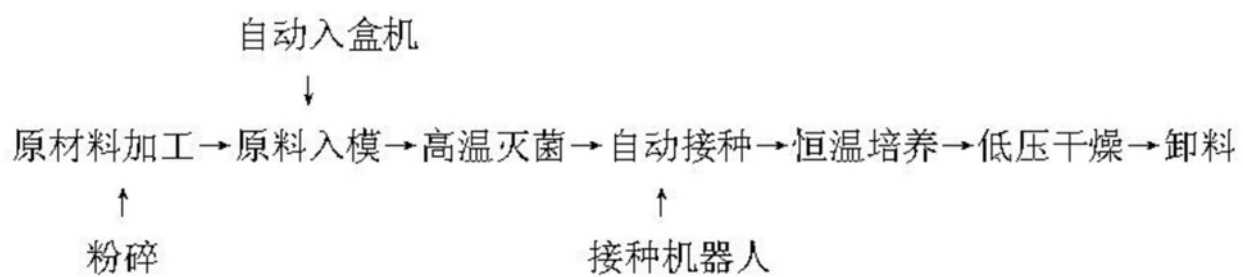 自动入盒机
↓
原材料加工→原料入模→高温灭菌→自动接种→恒温培养→低压干燥→卸料
↑ ↑
粉碎 接种机器人